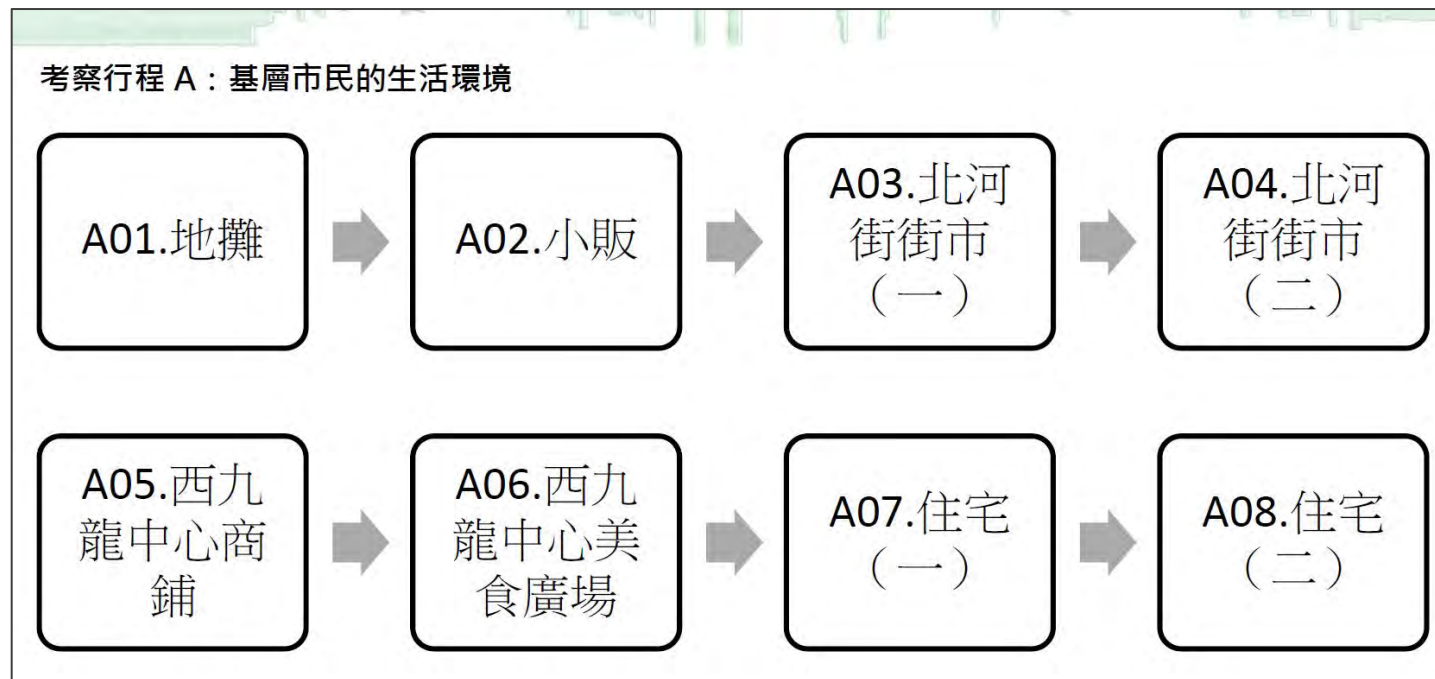 考察行程 A：基層市民的生活環境
A01.地攤
A02.小販
A03.北河
街街市
（一）
A04.北河
街街市
（二）
A05.西九
龍中心商
鋪
A06.西九
龍中心美
食廣場
A07.住宅
（一）
A08.住宅
（二）